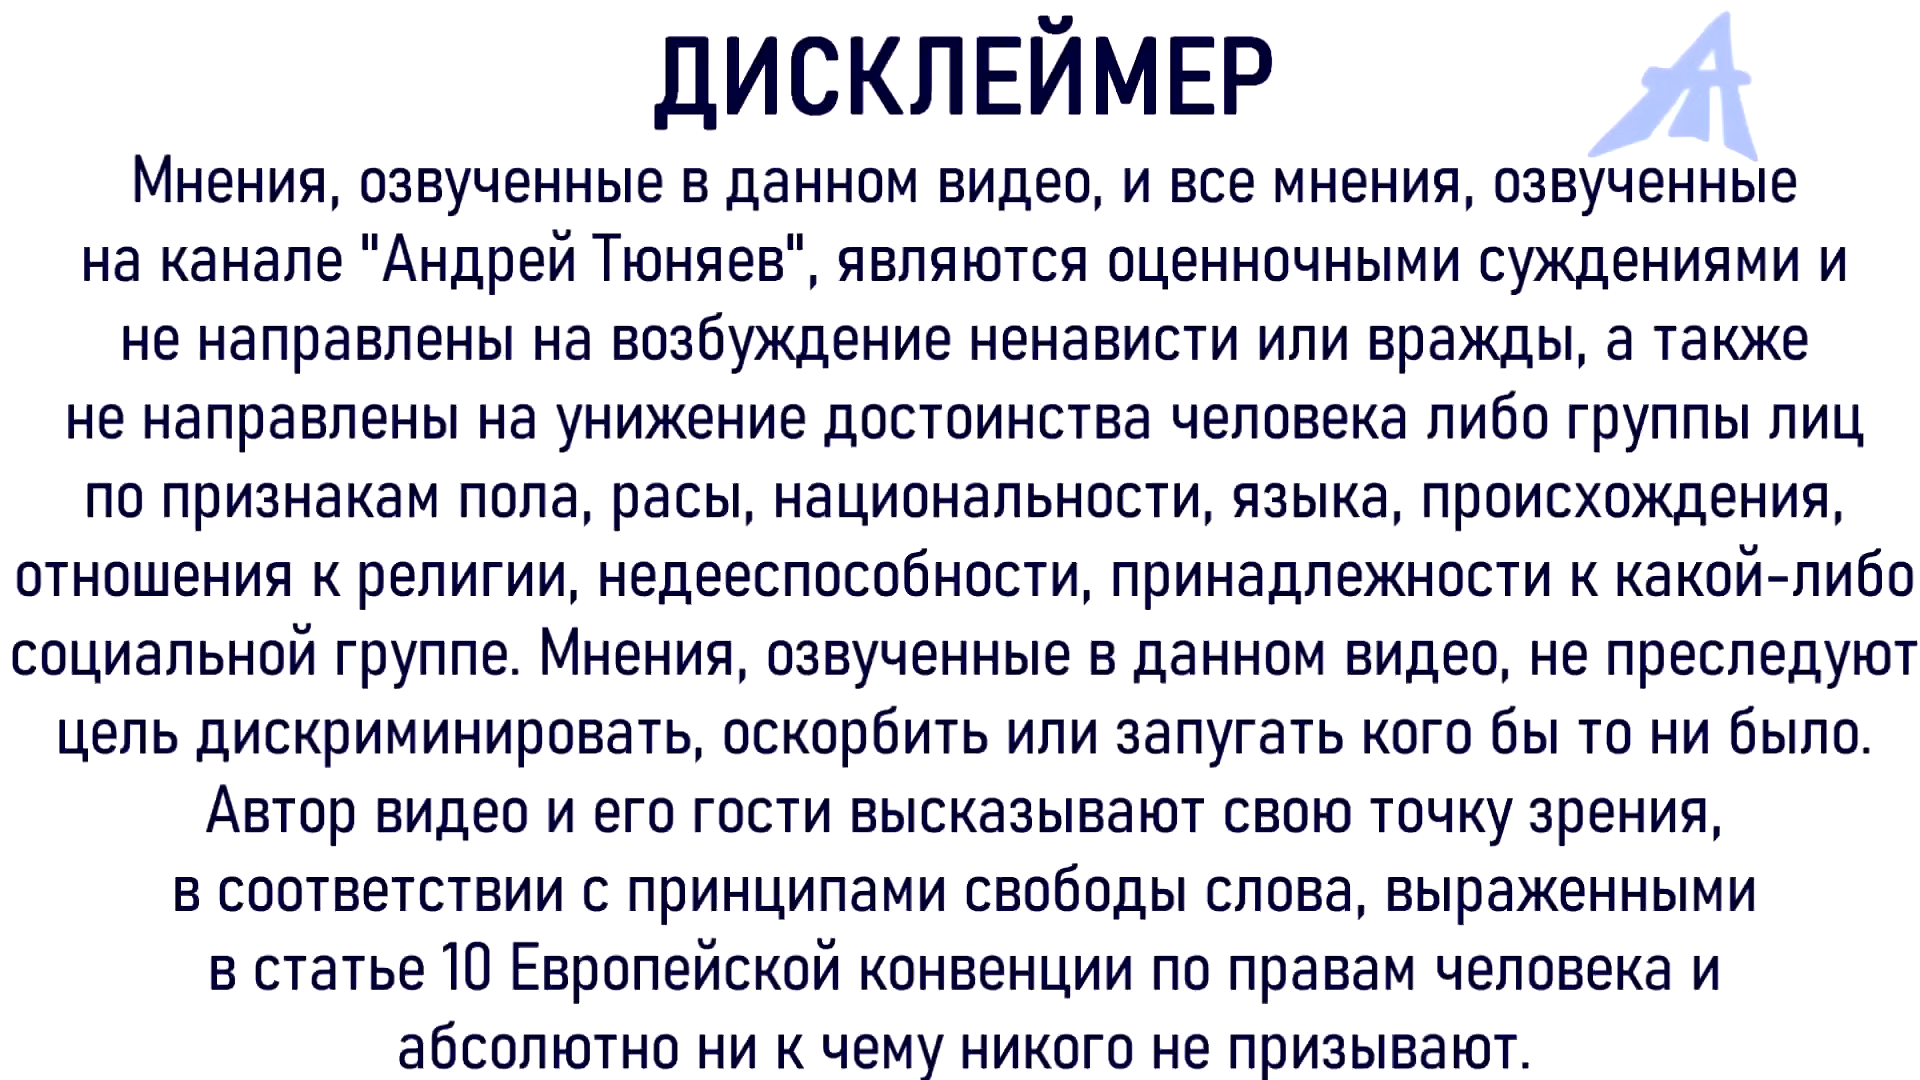 ДИСКЛЕЙМЕР
Мнения, озвученные в данном видео, и все мнения, озвученные
на канале "Андрей Тюняев", являются оценночными суждениями и
не направлены на возбуждение ненависти или вражды, а также
не направлены на унижение достоинства человека либо группы лиц
по признакам пола, расы, национальности, языка, происхождения,
отношения к религии, недееспособности, принадлежности к какой-либо
социальной группе. Мнения, озвученные в данном видео, не преследуют
цель дискриминировать, оскорбить или запугать кого бы то ни было.
Автор видео и его гости высказывают свою точку зрения,
в соответствии с принципами свободы слова, выраженными
в статье 10 Европейской конвенции по правам человека и
абсолютно ни к чему никого не призывают.